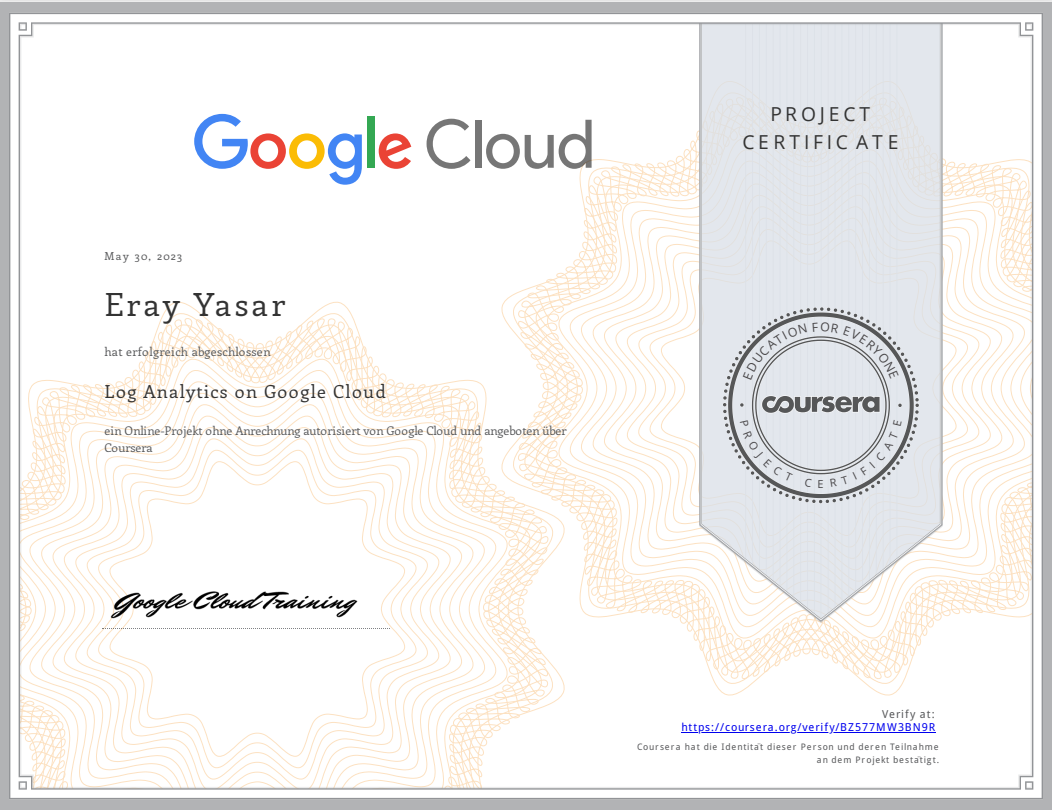 Google Cloud
PROJECT
CERTIFICATE
May 30, 2023
Eray Yasar
hat erfolgreich abgeschlossen
Log Analytics on Google Cloud
ein Online-Projekt ohne Anrechnung autorisiert von Google Cloud und angeboten über
Coursera
EDUCATION FOR EVERYONE
coursera
PROJECT CERTIFICATE
Google Cloud Training
Verify at:
https://coursera.org/verify/BZ577MW3BN9R
Coursera hat die Identität dieser Person und deren Teilnahme
an dem Projekt bestätigt.